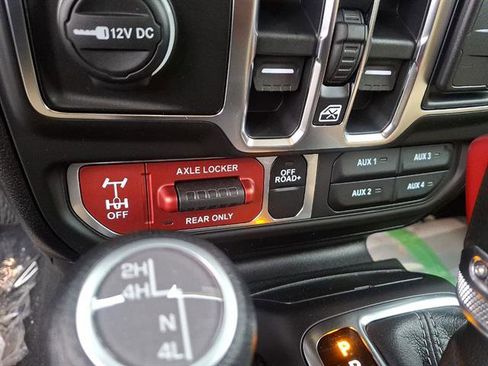 12V DC
AXLE LOCKER
OFF
REAR ONLY
OFF
ROAD+
AUX 1
AUX 3
AUX 2
AUX 4
2H
4H
N
4L
P